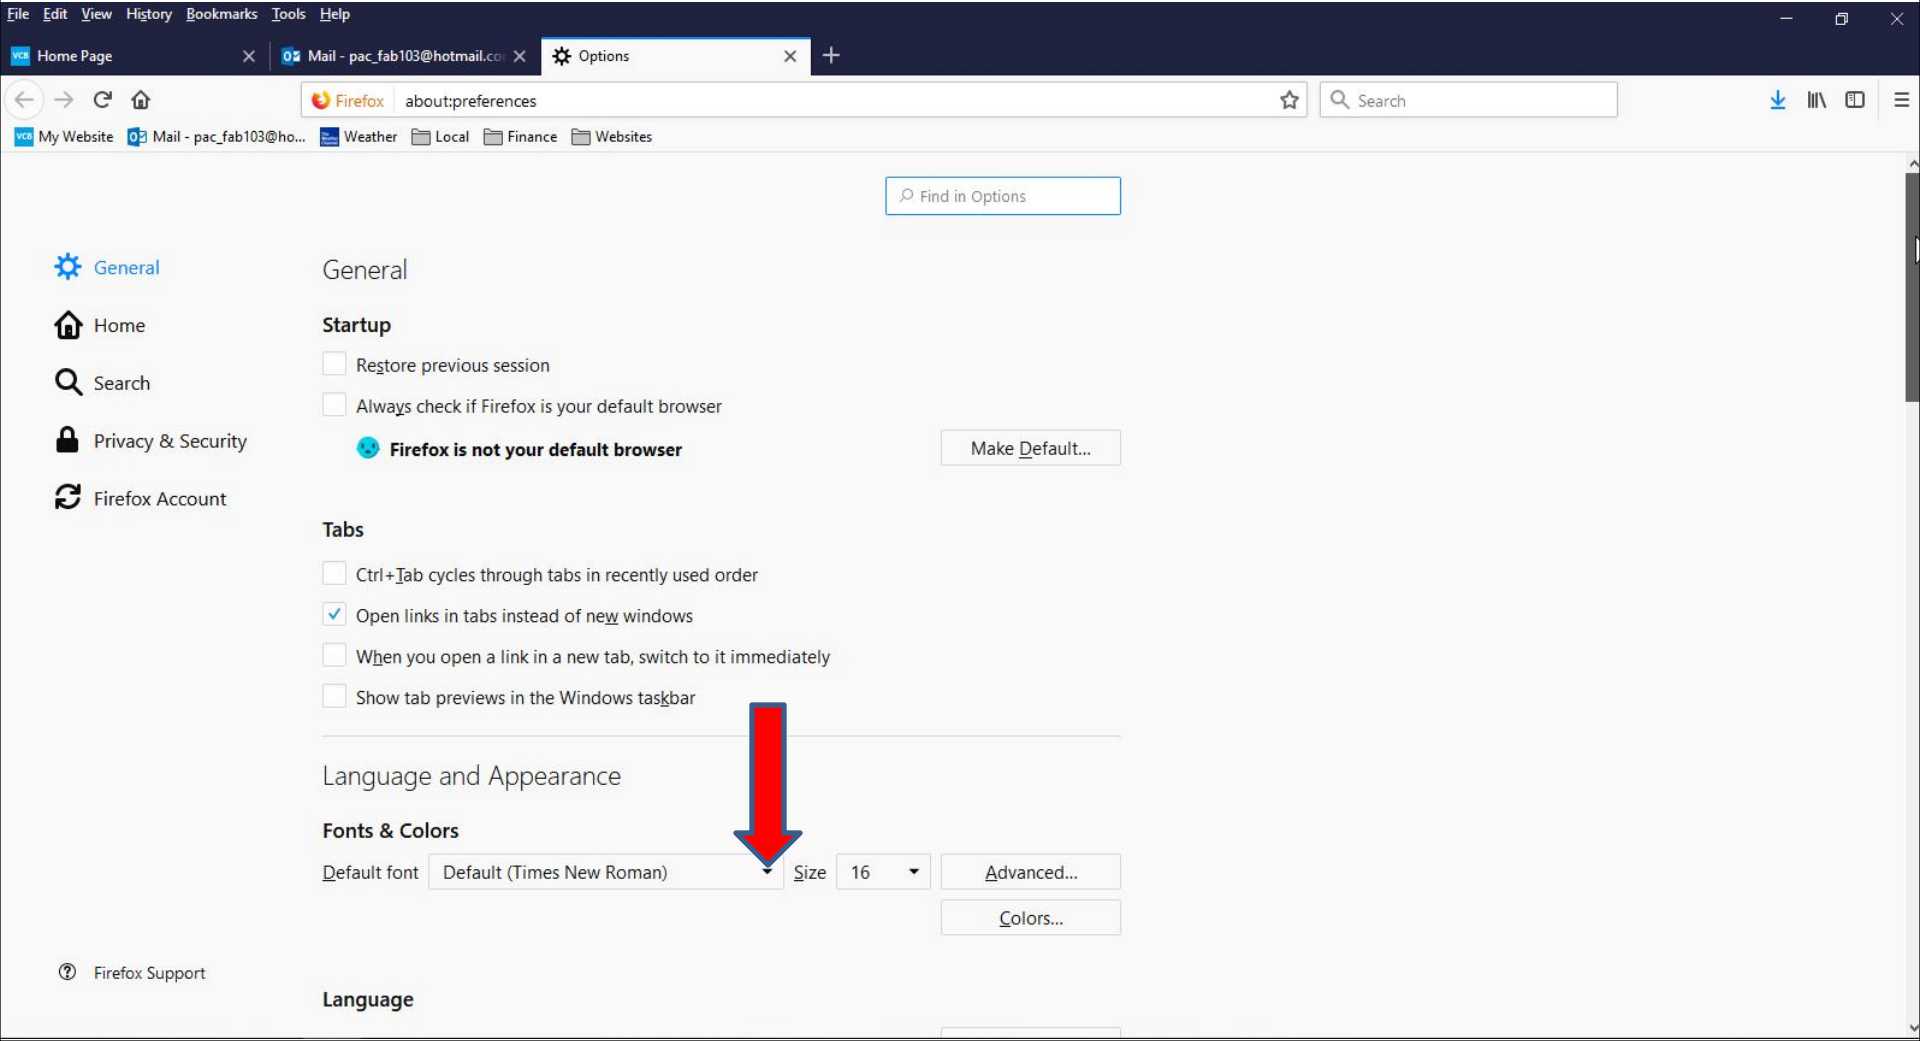 File Edit View History Bookmarks Tools Help
VCB Home Page Mail - pac_fab103@hotmail.co Options
Firefox about:preferences Search
VCB My Website Mail - pac_fab103@ho... Weather Local Finance Websites
Find in Options
General
Home
Search
Privacy & Security
Firefox Account
Firefox Support
General
Startup
Restore previous session
Always check if Firefox is your default browser
Firefox is not your default browser Make Default...
Tabs
Ctrl+Tab cycles through tabs in recently used order
Open links in tabs instead of new windows
When you open a link in a new tab, switch to it immediately
Show tab previews in the Windows taskbar
Language and Appearance
Fonts & Colors
Default font Default (Times New Roman) Size 16 Advanced...
Colors...
Language